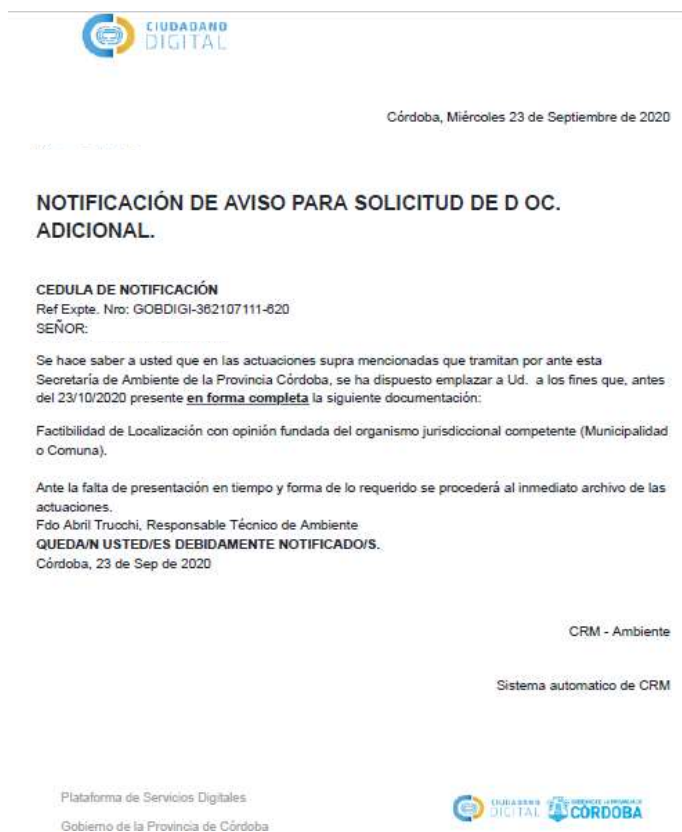 CIUDADANO
DIGITAL
Córdoba, Miércoles 23 de Septiembre de 2020
NOTIFICACIÓN DE AVISO PARA SOLICITUD DE D OC.
ADICIONAL.
CEDULA DE NOTIFICACIÓN
Ref Expte. Nro: GOBDIGI-362107111-620
SEÑOR:
Se hace saber a usted que en las actuaciones supra mencionadas que tramitan por ante esta
Secretaría de Ambiente de la Provincia Córdoba, se ha dispuesto emplazar a Ud. a los fines que, antes
del 23/10/2020 presente en forma completa la siguiente documentación:
Factibilidad de Localización con opinión fundada del organismo jurisdiccional competente (Municipalidad
o Comuna).
Ante la falta de presentación en tiempo y forma de lo requerido se procederá al inmediato archivo de las
actuaciones.
Fdo Abril Trucchi, Responsable Técnico de Ambiente
QUEDA/N USTED/ES DEBIDAMENTE NOTIFICADO/S.
Córdoba, 23 de Sep de 2020
CRM - Ambiente
Sistema automatico de CRM
Plataforma de Servicios Digitales
Gobierno de la Provincia de Córdoba
CIUDADANO
DIGITAL
CÓRDOBA